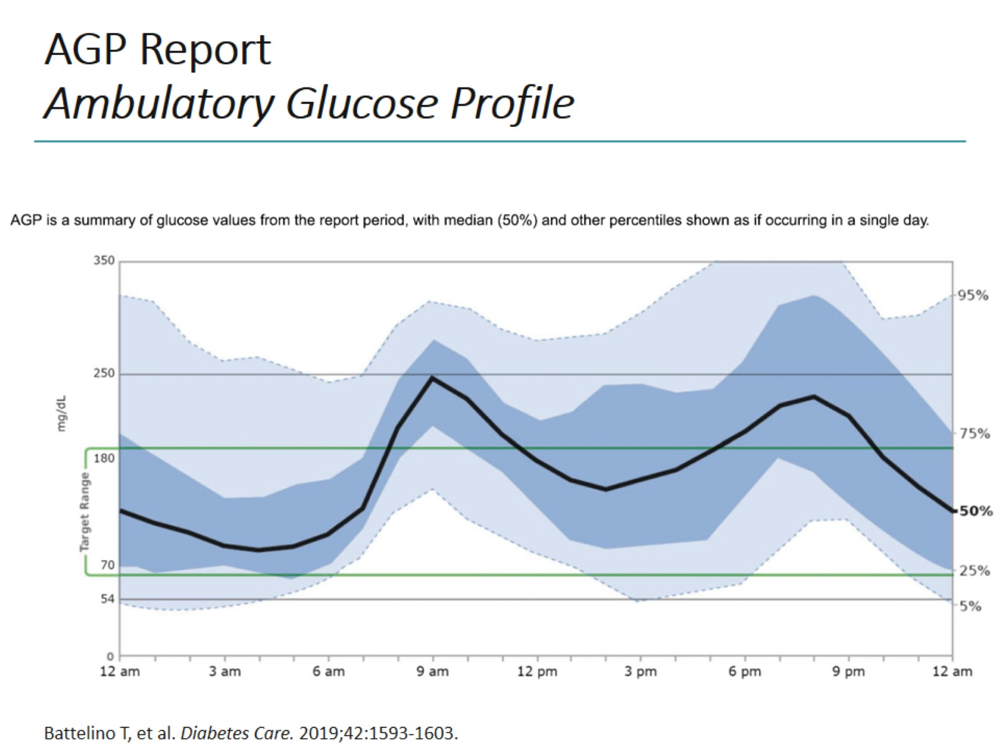 AGP Report
Ambulatory Glucose Profile
AGP is a summary of glucose values from the report period, with median (50%) and other percentiles shown as if occurring in a single day.
350
95%
250
mg/dL
75%
180
Target Range
50%
70
25%
54
5%
0
12 am 3 am 6 am 9 am 12 pm 3 pm 6 pm 9 pm 12 am
Battelino T, et al. Diabetes Care. 2019;42:1593-1603.